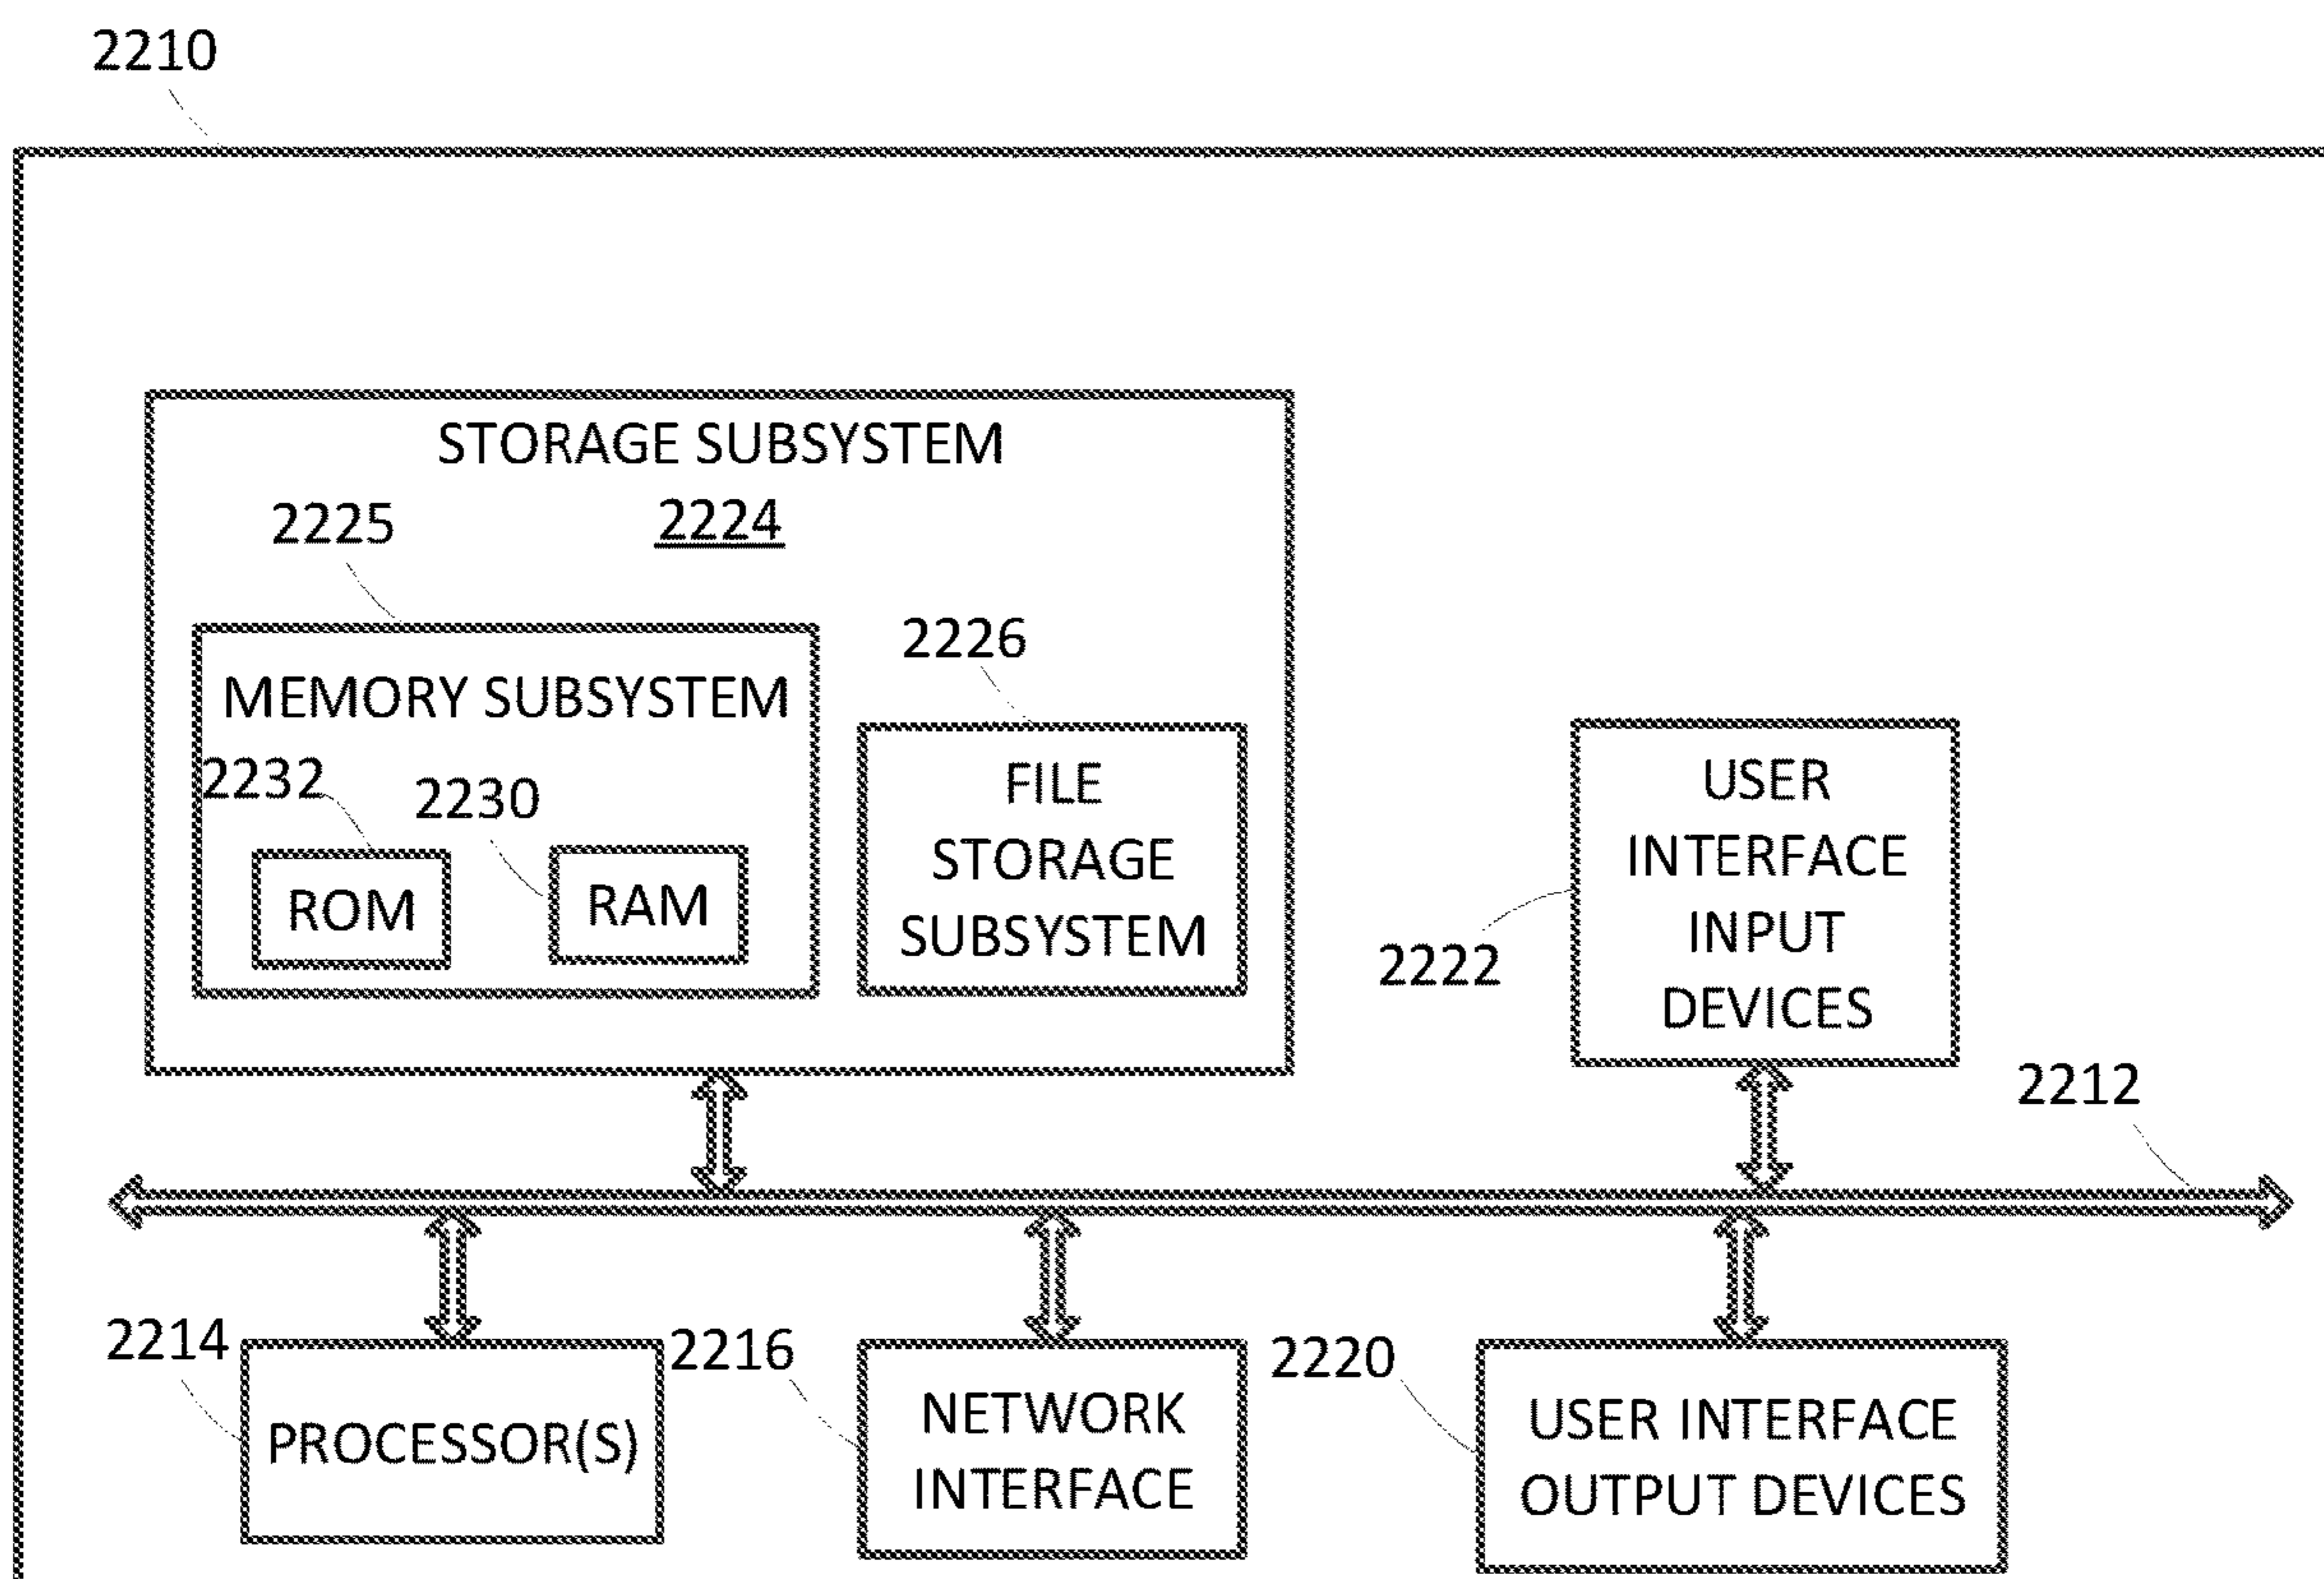 2210
STORAGE SUBSYSTEM
2224
2225
MEMORY SUBSYSTEM
2232
2230
ROM
RAM
2226
FILE
STORAGE
SUBSYSTEM
USER
INTERFACE
INPUT
DEVICES
2222
2212
2214
PROCESSOR(S)
2216
NETWORK
INTERFACE
2220
USER INTERFACE
OUTPUT DEVICES